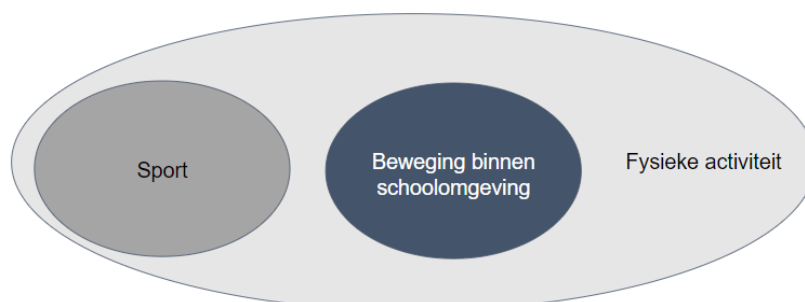 Sport
Beweging binnen
schoolomgeving
Fysieke activiteit